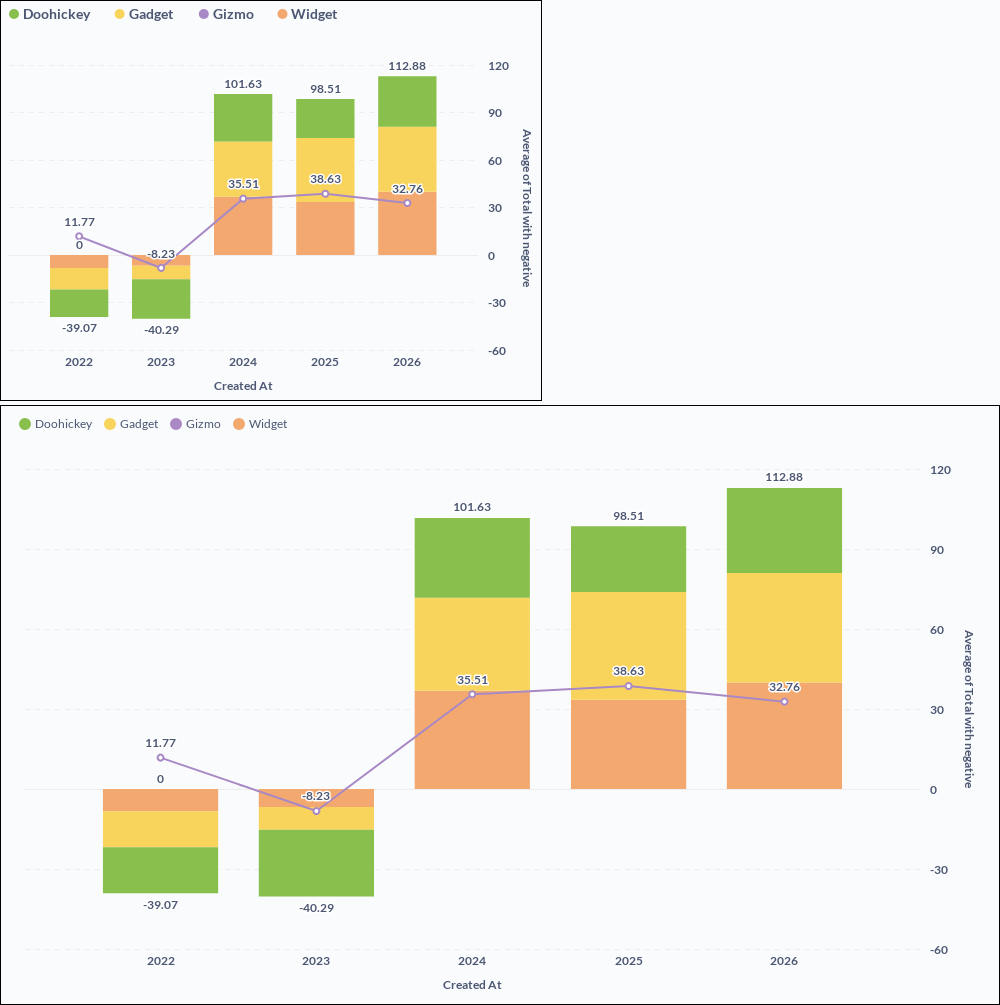 Doohickey Gadget Gizmo Widget
120
112.88
101.63
98.51
90
Average of Total with negative
60
35.51 38.63 32.76
30
11.77
0
-8.23
0
-30
-39.07 -40.29
-60
2022 2023 2024 2025 2026
Created At
Doohickey Gadget Gizmo Widget
120
112.88
101.63
98.51
90
60
Average of Total with negative
35.51 38.63 32.76
30
11.77
0
-8.23
0
-30
-39.07 -40.29
-60
2022 2023 2024 2025 2026
Created At